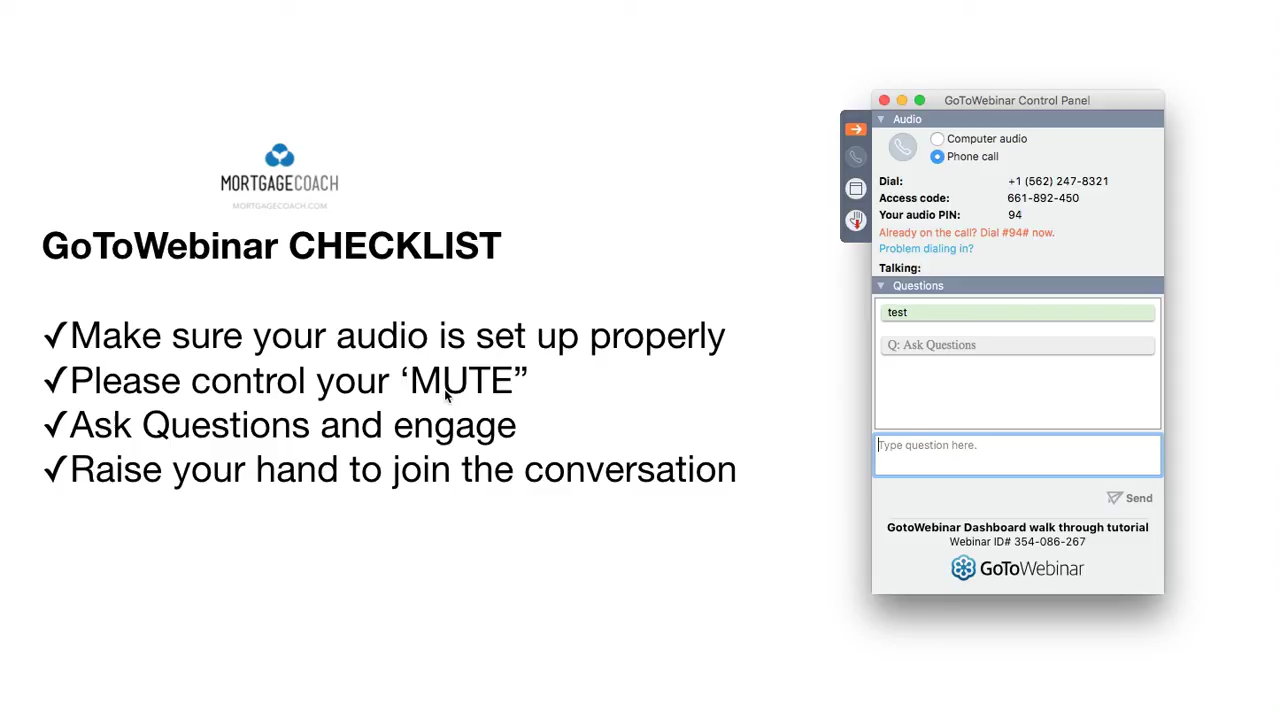 MORTGAGECOACH
MORTGAGECOACH.COM
GoToWebinar CHECKLIST
✓Make sure your audio is set up properly
✓Please control your ‘MUTE”
✓Ask Questions and engage
✓Raise your hand to join the conversation
GoToWebinar Control Panel
Audio
Computer audio
Phone call
Dial: +1 (562) 247-8321
Access code: 661-892-450
Your audio PIN: 94
Already on the call? Dial #94# now.
Problem dialing in?
Talking:
Questions
test
Q: Ask Questions
Type question here.
Send
GotoWebinar Dashboard walk through tutorial
Webinar ID# 354-086-267
GoToWebinar